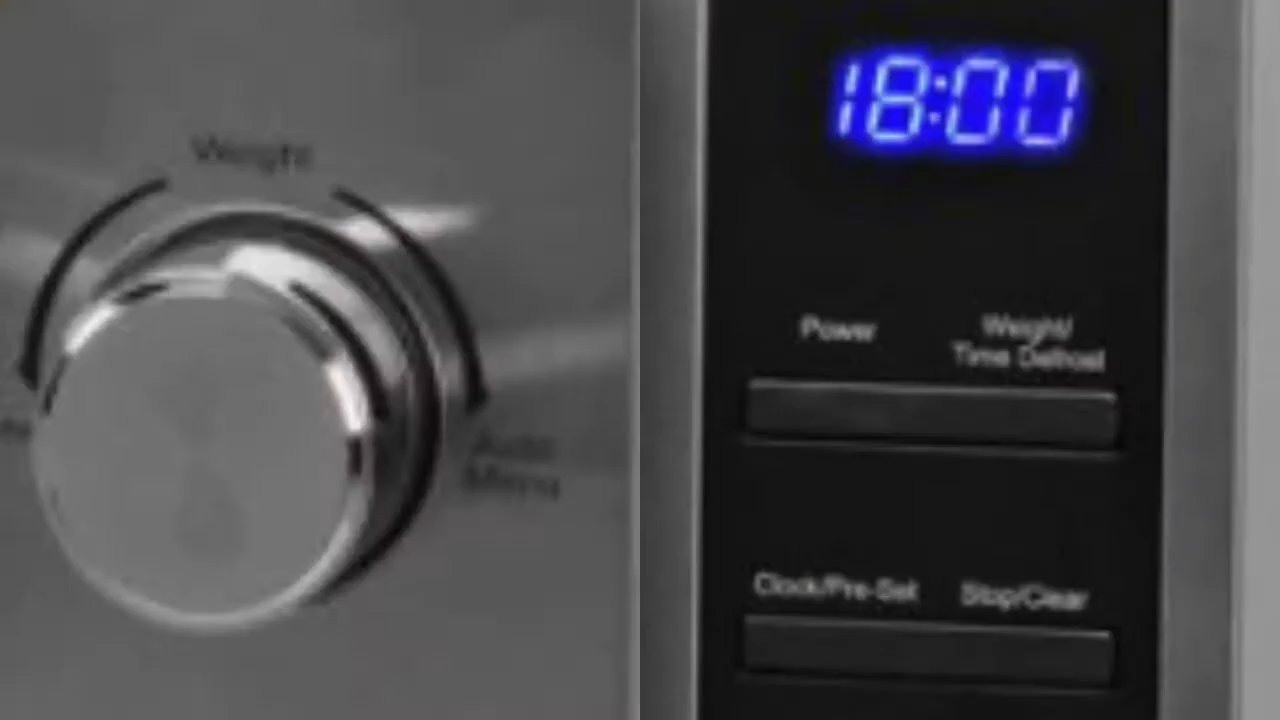 Weight
Auto
Menu
18:00
Power
Weight/
Time Defrost
Clock/Pre-Set
Stop/Clear